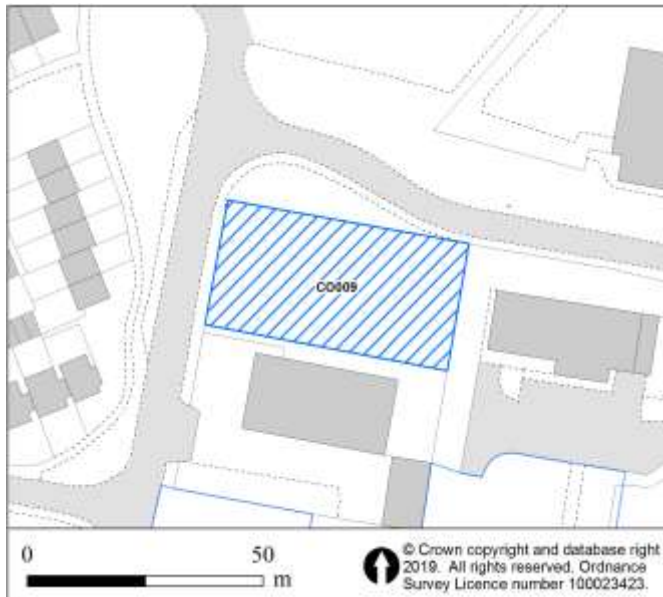 CO009
0 50
m
© Crown copyright and database right
2019. All rights reserved. Ordnance
Survey Licence number 100023423.